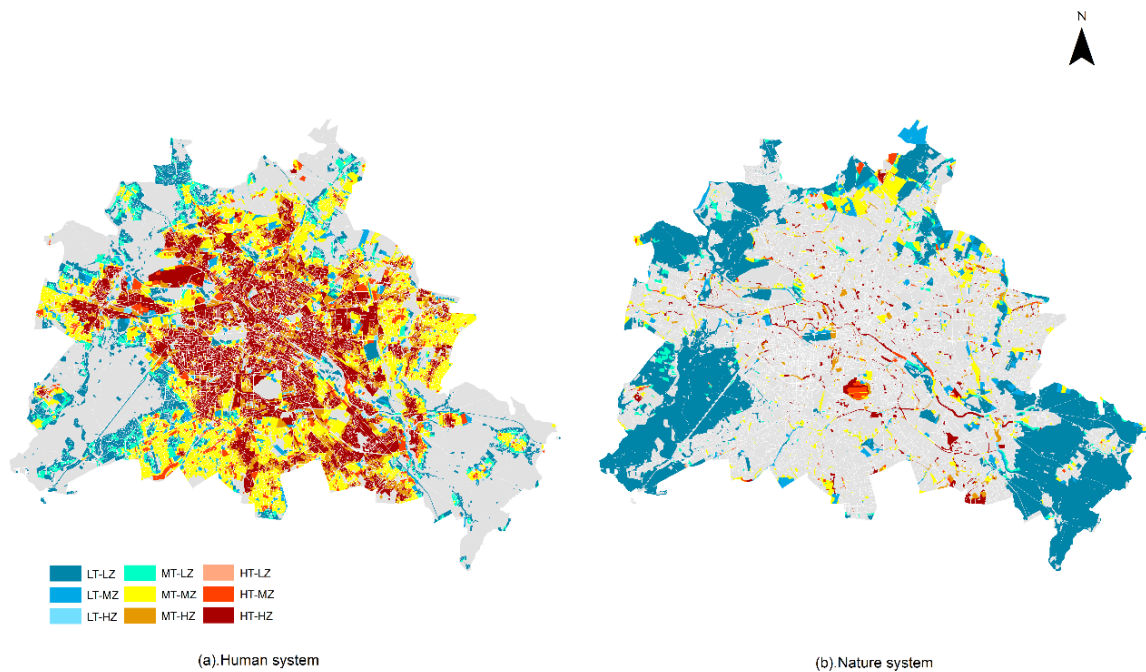 N
LT-LZ MT-LZ HT-LZ
LT-MZ MT-MZ HT-MZ
LT-HZ MT-HZ HT-HZ
(a).Human system (b).Nature system